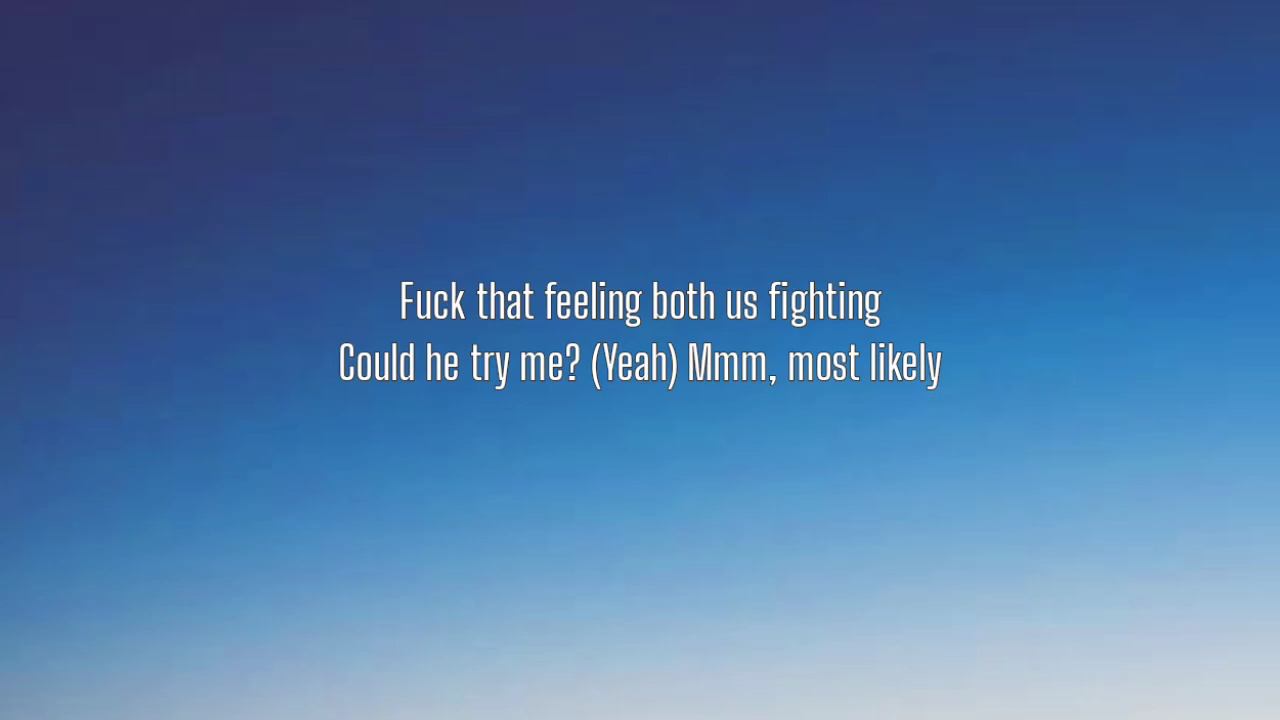 Fuck that feeling both us fighting
Could he try me? (Yeah) Mmm, most likely